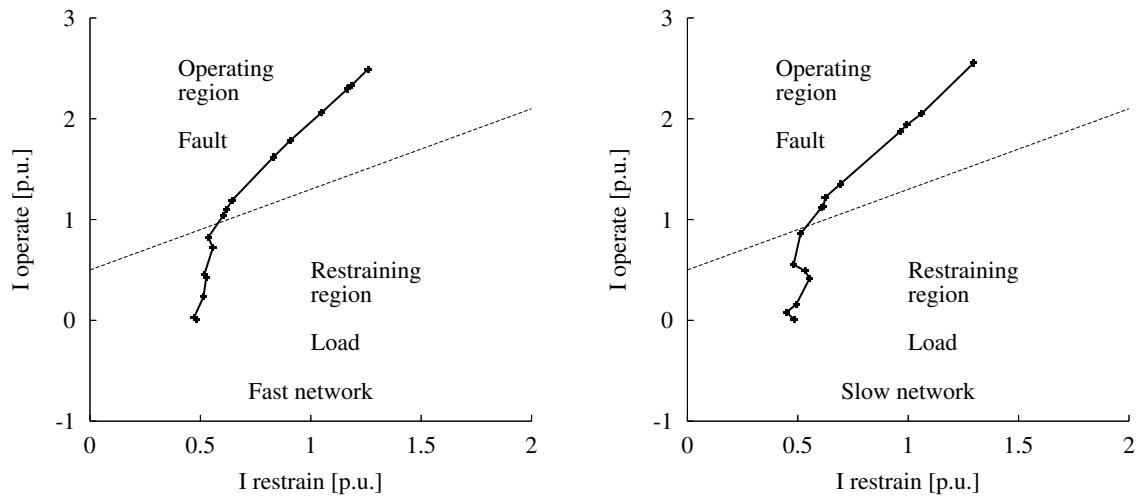 3
2
1
0
-1
I operate [p.u.]
Operating
region
Fault
Restraining
region
Load
Fast network
0
0.5
1
1.5
2
I restrain [p.u.]
3
2
1
0
-1
I operate [p.u.]
Operating
region
Fault
Restraining
region
Load
Slow network
0
0.5
1
1.5
2
I restrain [p.u.]